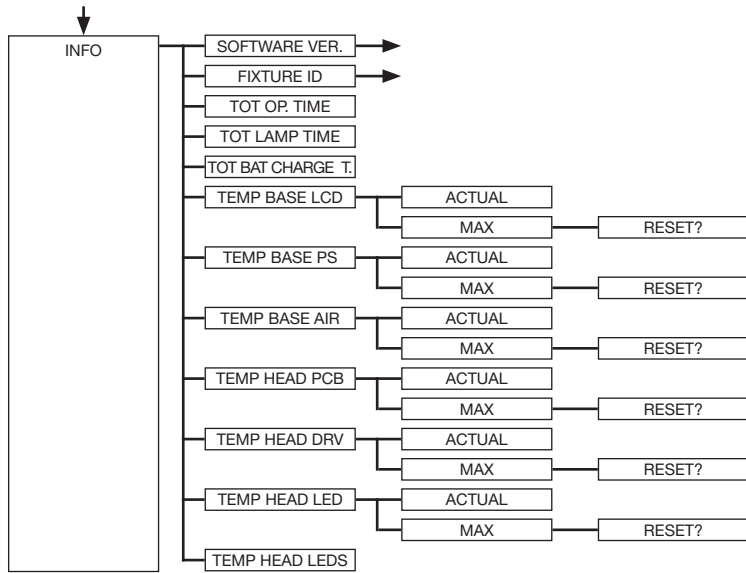 INFO
SOFTWARE VER.
FIXTURE ID
TOT OP. TIME
TOT LAMP TIME
TOT BAT CHARGE T.
TEMP BASE LCD
ACTUAL
MAX
RESET?
TEMP BASE PS
ACTUAL
MAX
RESET?
TEMP BASE AIR
ACTUAL
MAX
RESET?
TEMP HEAD PCB
ACTUAL
MAX
RESET?
TEMP HEAD DRV
ACTUAL
MAX
RESET?
TEMP HEAD LED
ACTUAL
MAX
RESET?
TEMP HEAD LEDS